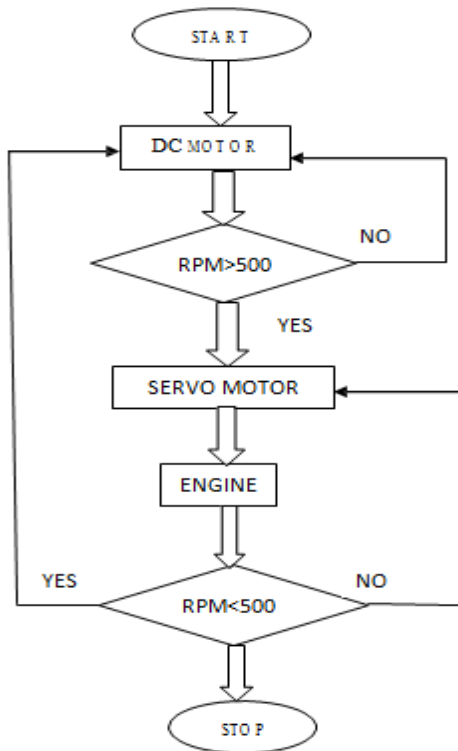 START
DC MOTOR
NO
RPM>500
YES
SERVO MOTOR
ENGINE
YES
NO
RPM<500
STOP